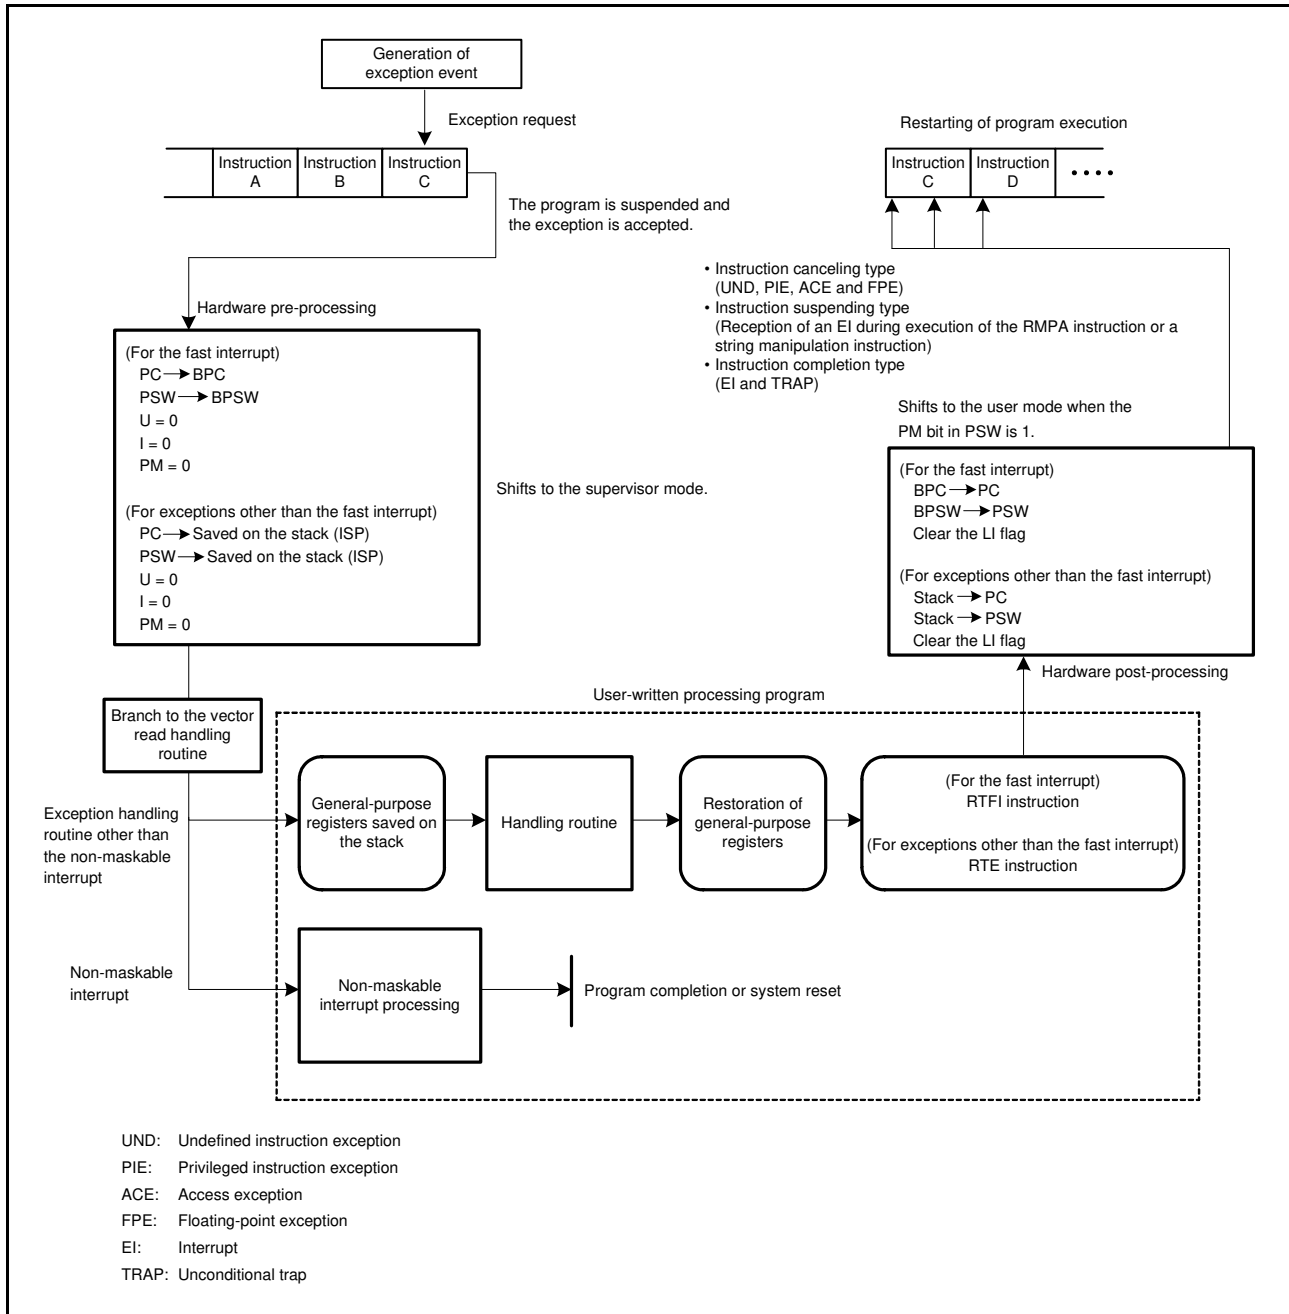 Generation of
exception event
Exception request
Instruction
A
Instruction
B
Instruction
C
The program is suspended and
the exception is accepted.
Restarting of program execution
Instruction
C
Instruction
D
• • • •
• Instruction canceling type
(UND, PIE, ACE and FPE)
• Instruction suspending type
(Reception of an EI during execution of the RMPA instruction or a
string manipulation instruction)
• Instruction completion type
(EI and TRAP)
Hardware pre-processing
(For the fast interrupt)
PC → BPC
PSW → BPSW
U = 0
I = 0
PM = 0
(For exceptions other than the fast interrupt)
PC → Saved on the stack (ISP)
PSW → Saved on the stack (ISP)
U = 0
I = 0
PM = 0
Shifts to the supervisor mode.
Shifts to the user mode when the
PM bit in PSW is 1.
(For the fast interrupt)
BPC → PC
BPSW → PSW
Clear the LI flag
(For exceptions other than the fast interrupt)
Stack → PC
Stack → PSW
Clear the LI flag
Hardware post-processing
User-written processing program
Branch to the vector
read handling
routine
Exception handling
routine other than
the non-maskable
interrupt
General-purpose
registers saved on
the stack
Handling routine
Restoration of
general-purpose
registers
(For the fast interrupt)
RTFI instruction
(For exceptions other than the fast interrupt)
RTE instruction
Non-maskable
interrupt
Non-maskable
interrupt processing
Program completion or system reset
UND: Undefined instruction exception
PIE: Privileged instruction exception
ACE: Access exception
FPE: Floating-point exception
EI: Interrupt
TRAP: Unconditional trap